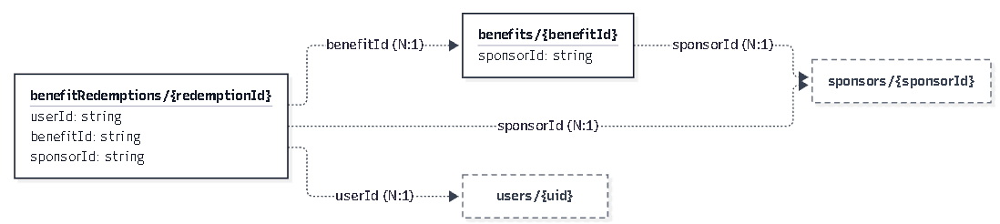 benefitId (N:1)
benefits/{benefitId}
sponsorId: string
sponsorId (N:1)
sponsors/{sponsorId}
benefitRedemptions/{redemptionId}
userId: string
benefitId: string
sponsorId: string
sponsorId (N:1)
userId (N:1)
users/{uid}